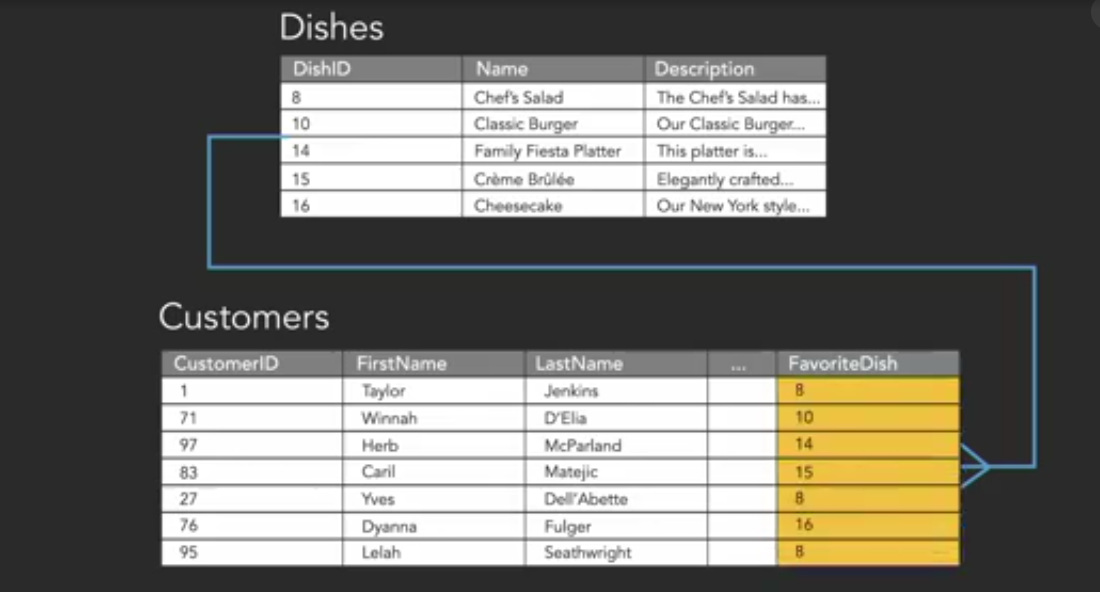 Dishes
DishID Name Description
8 Chef's Salad The Chef's Salad has...
10 Classic Burger Our Classic Burger...
14 Family Fiesta Platter This platter is...
15 Crème Brûlée Elegantly crafted...
16 Cheesecake Our New York style...
Customers
CustomerID FirstName LastName ... FavoriteDish
1 Taylor Jenkins 8
71 Winnah D'Elia 10
97 Herb McParland 14
83 Caril Matejic 15
27 Yves Dell'Abette 8
76 Dyanna Fulger 16
95 Lelah Seathwright 8